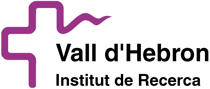 Vall d'Hebron
Institut de Recerca